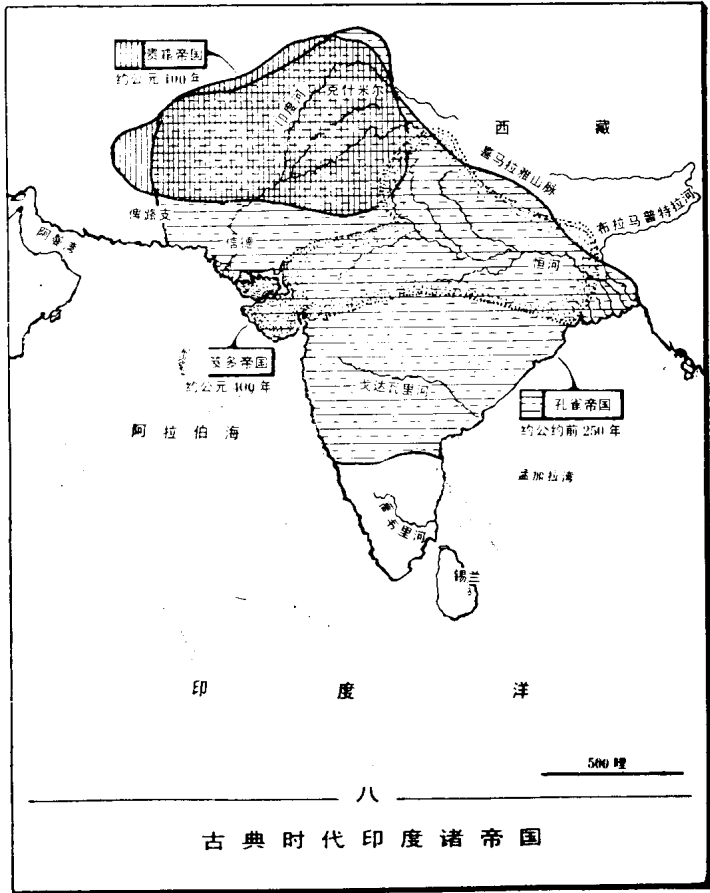 贵霜帝国
约公元100年
克什米尔
印度河
西 藏
喜马拉雅山脉
布拉马普特拉河
俾路支
信德
恒河
阿曼湾
笈多帝国
约公元400年
戈达瓦里河
孔雀帝国
约公约前250年
阿拉伯海
孟加拉湾
高韦里河
锡兰
印 度 洋
500哩
八
古典时代印度诸帝国